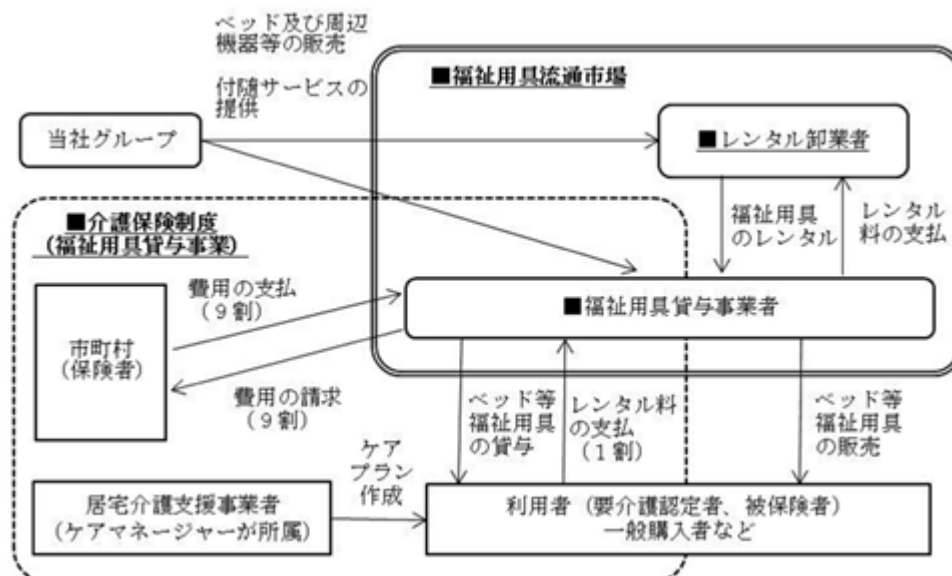 ベッド及び周辺
機器等の販売
付随サービスの
提供
■福祉用具流通市場
当社グループ
■レンタル卸業者
■介護保険制度
(福祉用具貸与事業)
福祉用具
のレンタル
レンタル
料の支払
費用の支払
(9割)
■福祉用具貸与事業者
市町村
(保険者)
費用の請求
(9割)
ベッド等
福祉用具
の貸与
レンタル料
の支払
(1割)
ベッド等
福祉用具
の販売
ケア
プラン
作成
居宅介護支援事業者
(ケアマネージャーが所属)
利用者(要介護認定者、被保険者)
一般購入者など